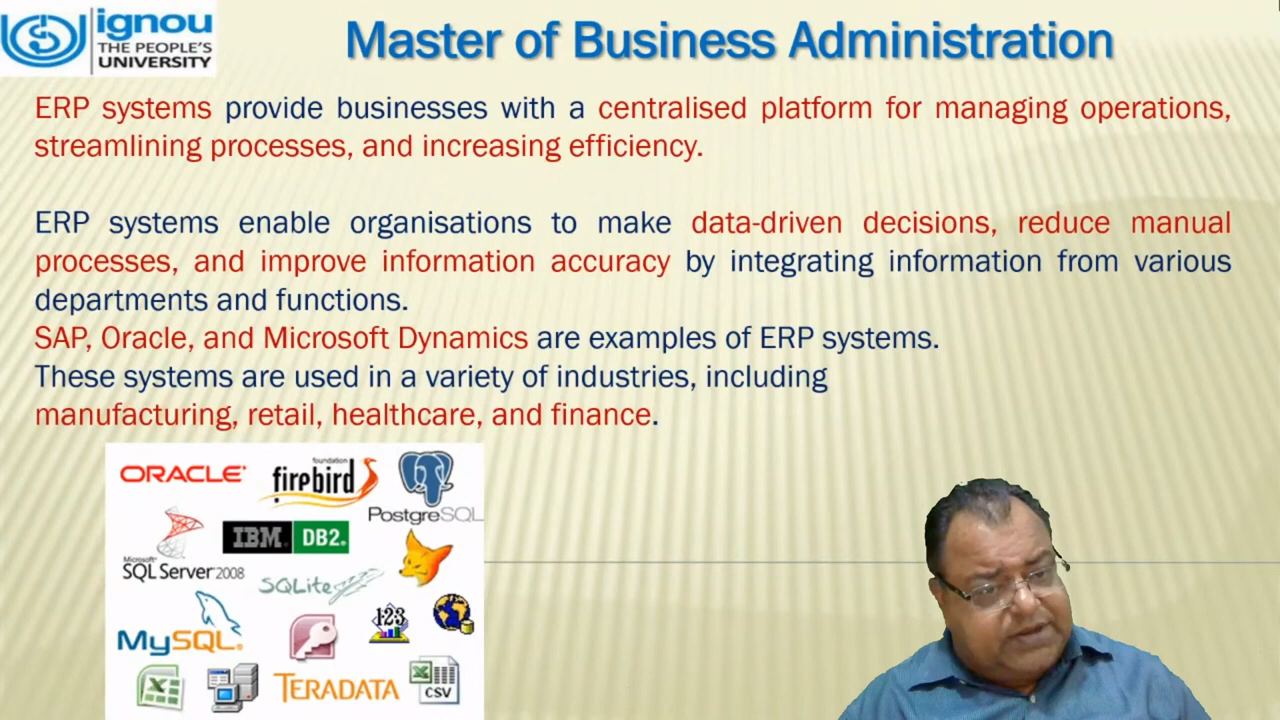 ignou
THE PEOPLE'S
UNIVERSITY
Master of Business Administration
ERP systems provide businesses with a centralised platform for managing operations,
streamlining processes, and increasing efficiency.
ERP systems enable organisations to make data-driven decisions, reduce manual
processes, and improve information accuracy by integrating information from various
departments and functions.
SAP, Oracle, and Microsoft Dynamics are examples of ERP systems.
These systems are used in a variety of industries, including
manufacturing, retail, healthcare, and finance.
ORACLE
foundation
firebird
PostgreSQL
Microsoft
SQL Server 2008
IBM DB2.
SQLite
MySQL
123
TERADATA
CSV